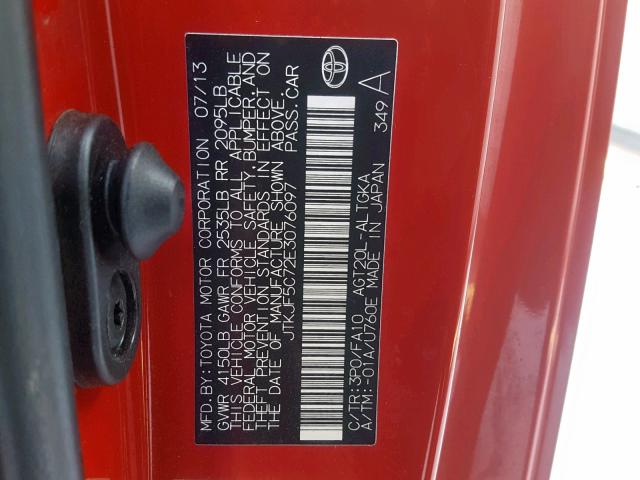 MFD.BY:TOYOTA MOTOR CORPORATION 07/13
GVWR 4150LB GAWR FR 2535LB RR 2095LB
THIS VEHICLE CONFORMS TO ALL APPLICABLE
FEDERAL MOTOR VEHICLE SAFETY, BUMPER, AND
THEFT PREVENTION STANDARDS IN EFFECT ON
THE DATE OF MANUFACTURE SHOWN ABOVE.
JTKJF5C72E3076097 PASS.CAR
C/TR:3P0/FA10 AGT20L-ALTGKA
A/TM:-01A/U760E MADE IN JAPAN 349 A